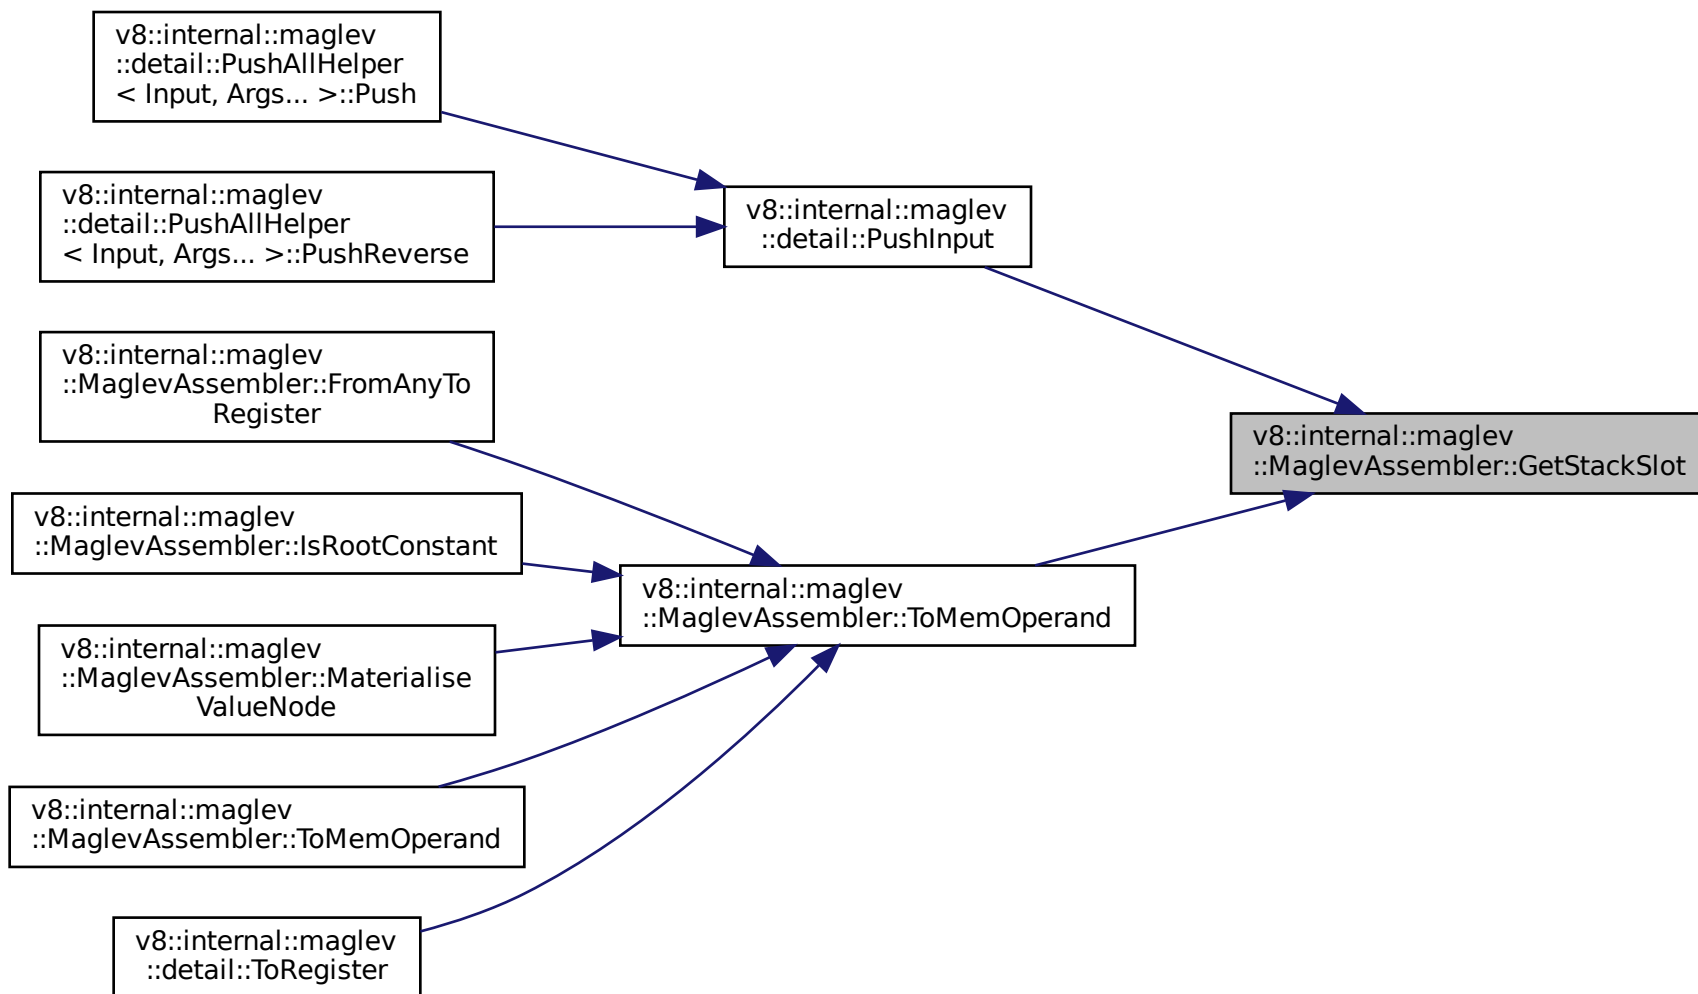 v8::internal::maglev
::detail::PushAllHelper
< Input, Args... >::Push
v8::internal::maglev
::detail::PushAllHelper
< Input, Args... >::PushReverse
v8::internal::maglev
::detail::PushInput
v8::internal::maglev
::MaglevAssembler::FromAnyTo
Register
v8::internal::maglev
::MaglevAssembler::GetStackSlot
v8::internal::maglev
::MaglevAssembler::IsRootConstant
v8::internal::maglev
::MaglevAssembler::ToMemOperand
v8::internal::maglev
::MaglevAssembler::Materialise
ValueNode
v8::internal::maglev
::MaglevAssembler::ToMemOperand
v8::internal::maglev
::detail::ToRegister